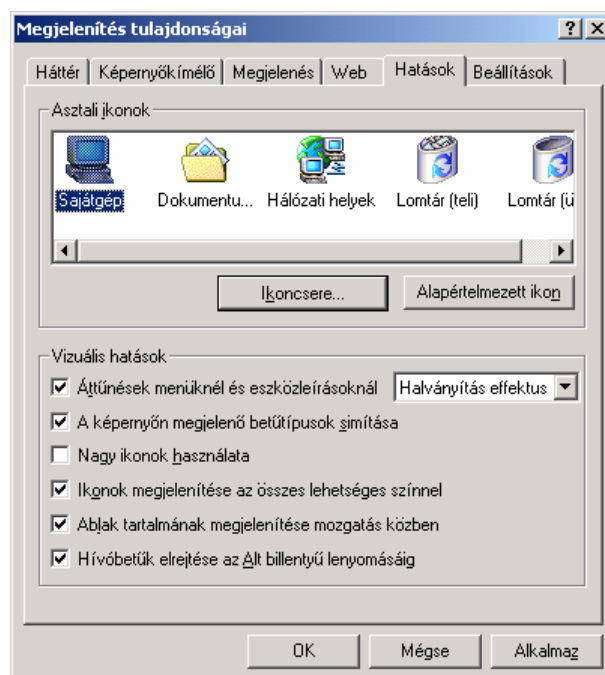 Megjelenítés tulajdonságai
Háttér Képernyőkímélő Megjelenés Web Hatások Beállítások
Asztali ikonok
Sajátgép Dokumentu... Hálózati helyek Lomtár (teli) Lomtár (ü
Ikoncsere... Alapértelmezett ikon
Vizuális hatások
Áttűnések menüknél és eszközleírásoknál Halványítás effektus
A képernyőn megjelenő betűtípusok simítása
Nagy ikonok használata
Ikonok megjelenítése az összes lehetséges színnel
Ablak tartalmának megjelenítése mozgatás közben
Hívóbetűk elrejtése az Alt billentyű lenyomásáig
OK Mégse Alkalmaz